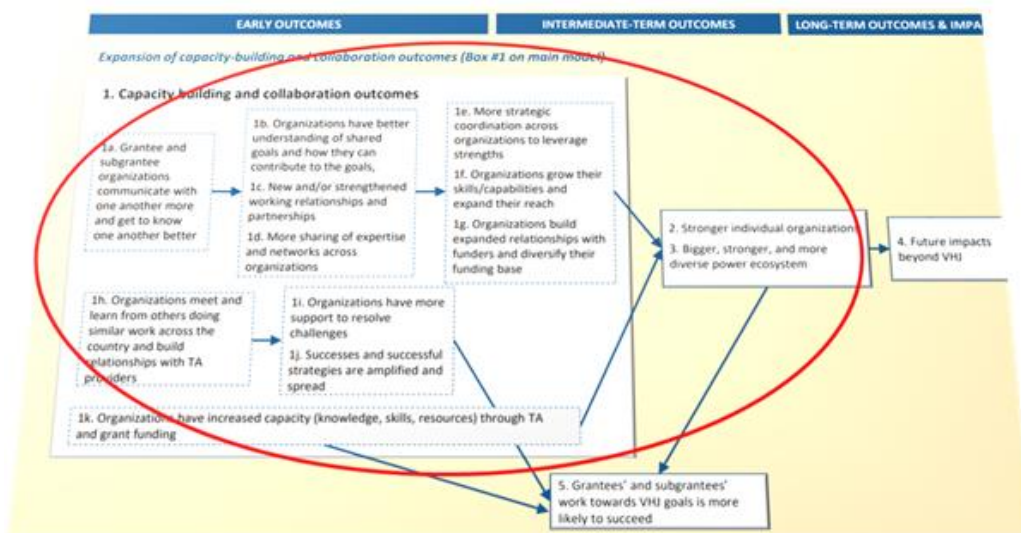 EARLY OUTCOMES
INTERMEDIATE-TERM OUTCOMES
LONG-TERM OUTCOMES & IMPA
Expansion of capacity-building and collaboration outcomes (Box #1 on main model)
1. Capacity building and collaboration outcomes
1a. Grantee and
subgrantee
organizations
communicate with
one another more
and get to know
one another better
1b. Organizations have better
understanding of shared
goals and how they can
contribute to the goals,
1c. New and/or strengthened
working relationships and
partnerships
1d. More sharing of expertise
and networks across
organizations
1e. More strategic
coordination across
organizations to leverage
strengths
1f. Organizations grow their
skills/capabilities and
expand their reach
1g. Organizations build
expanded relationships with
funders and diversify their
funding base
2. Stronger individual organizations
3. Bigger, stronger, and more
diverse power ecosystem
4. Future impacts
beyond VHJ
1h. Organizations meet and
learn from others doing
similar work across the
country and build
relationships with TA
providers
1i. Organizations have more
support to resolve
challenges
1j. Successes and successful
strategies are amplified and
spread
1k. Organizations have increased capacity (knowledge, skills, resources) through TA
and grant funding
5. Grantees' and subgrantees'
work towards VHJ goals is more
likely to succeed